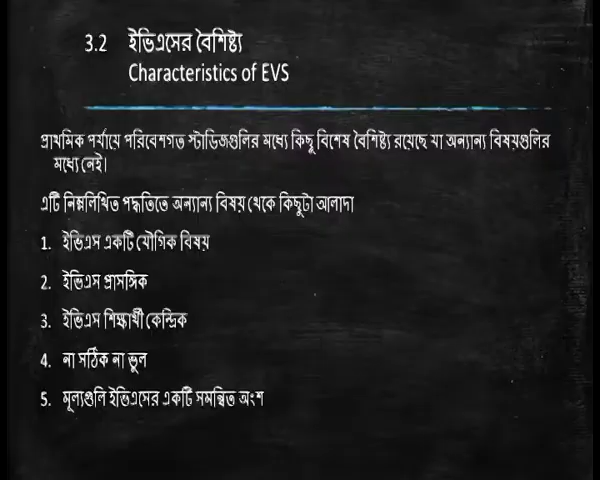 3.2 ইভিএসের বৈশিষ্ট্য
Characteristics of EVS
প্রাথমিক পর্যায়ে পরিবেশগত স্টাডিজগুলির মধ্যে কিছু বিশেষ বৈশিষ্ট্য রয়েছে যা অন্যান্য বিষয়গুলির
মধ্যে নেই।
এটি নিম্নলিখিত পদ্ধতিতে অন্যান্য বিষয় থেকে কিছুটা আলাদা
1. ইভিএস একটি যৌগিক বিষয়
2. ইভিএস প্রাসঙ্গিক
3. ইভিএস শিক্ষার্থী কেন্দ্রিক
4. না সঠিক না ভুল
5. মূল্যগুলি ইভিএসের একটি সমন্বিত অংশ